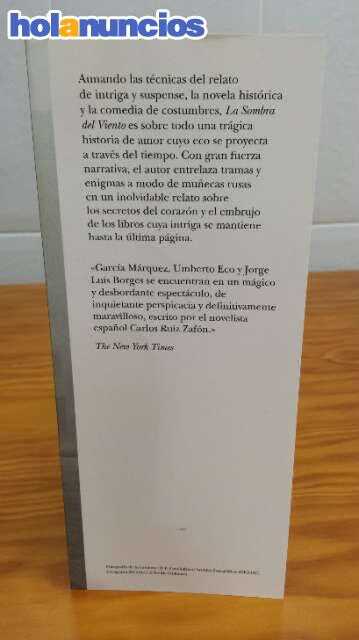 holanuncios
Aunando las técnicas del relato
de intriga y suspense, la novela histórica
y la comedia de costumbres, La Sombra
del Viento es sobre todo una trágica
historia de amor cuyo eco se proyecta
a través del tiempo. Con gran fuerza
narrativa, el autor entrelaza tramas y
enigmas a modo de muñecas rusas
en un inolvidable relato sobre
los secretos del corazón y el embrujo
de los libros cuya intriga se mantiene
hasta la última página.
«García Márquez, Umberto Eco y Jorge
Luis Borges se encuentran en un mágico
y desbordante espectáculo, de
inquietante perspicacia y definitivamente
maravilloso, escrito por el novelista
español Carlos Ruiz Zafón.»
The New York Times